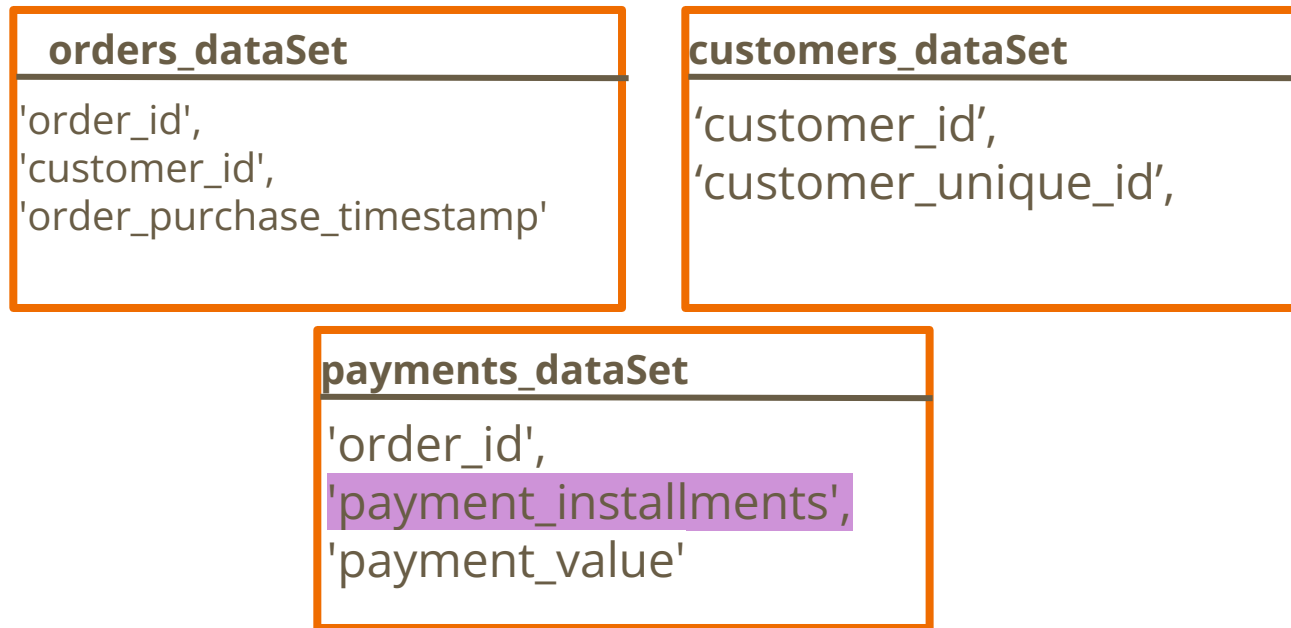 orders_dataSet
'order_id',
'customer_id',
'order_purchase_timestamp'
customers_dataSet
‘customer_id’,
‘customer_unique_id’,
payments_dataSet
'order_id',
'payment_installments',
'payment_value'